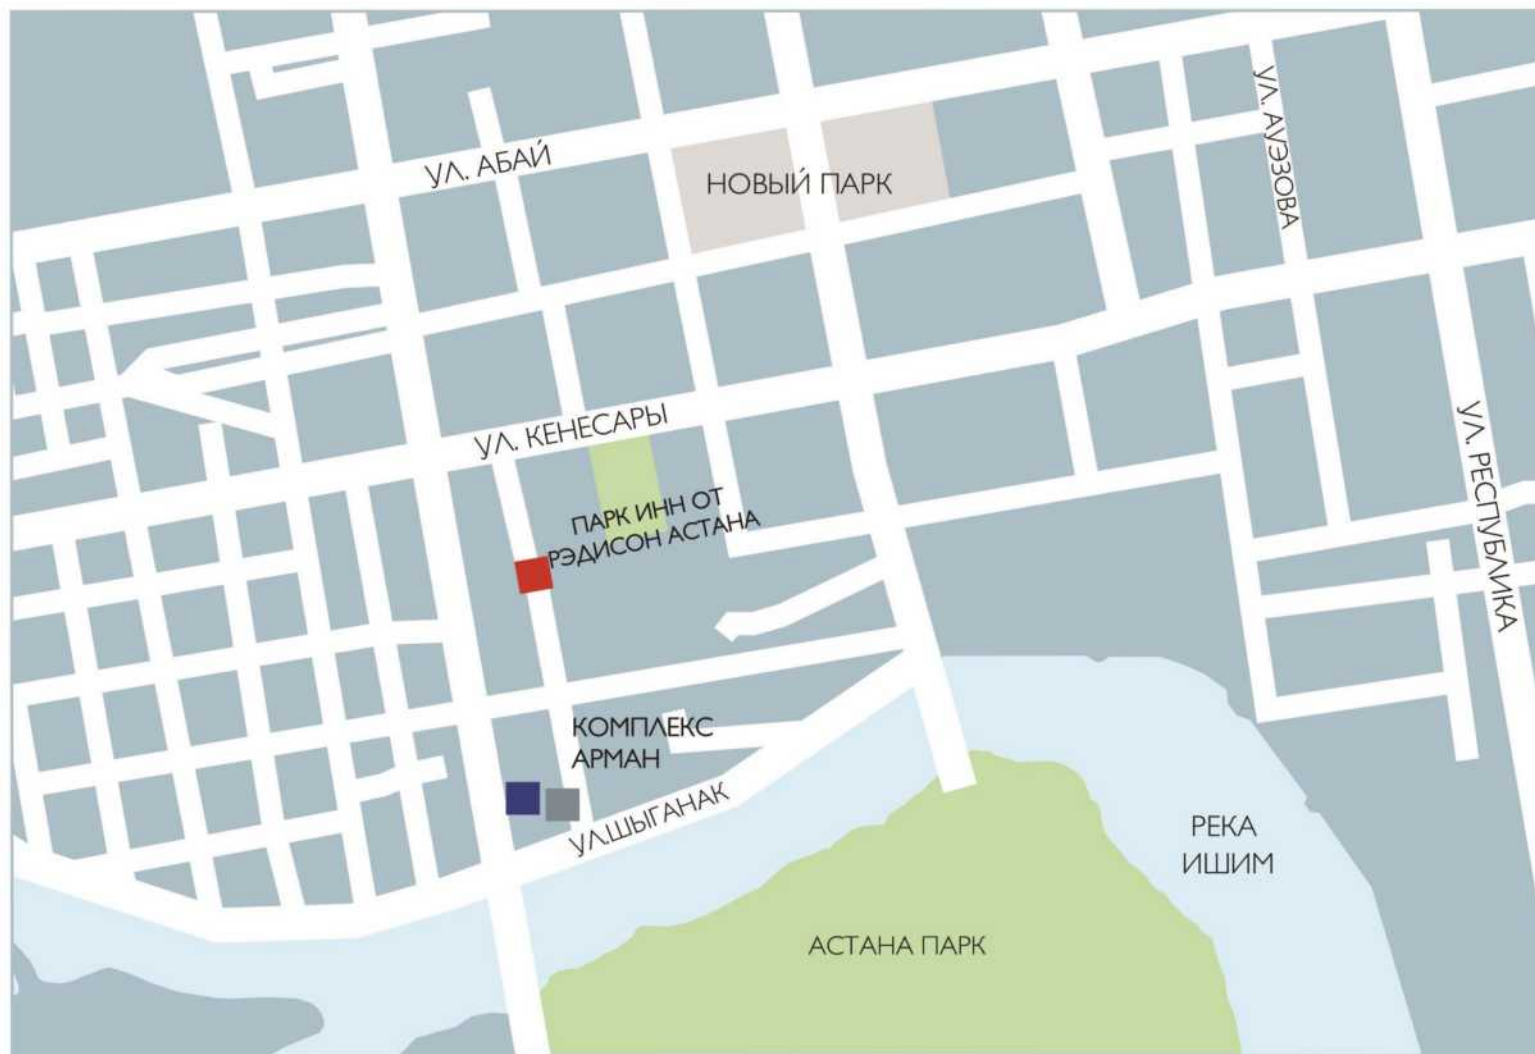 УЛ. АБАЙ
НОВЫЙ ПАРК
УЛ. АУЭЗОВА
УЛ. КЕНЕСАРЫ
УЛ. РЕСПУБЛИКА
ПАРК ИНН ОТ
РЭДИСОН АСТАНА
КОМПЛЕКС
АРМАН
УЛ.ШЫГАНАК
РЕКА
ИШИМ
АСТАНА ПАРК